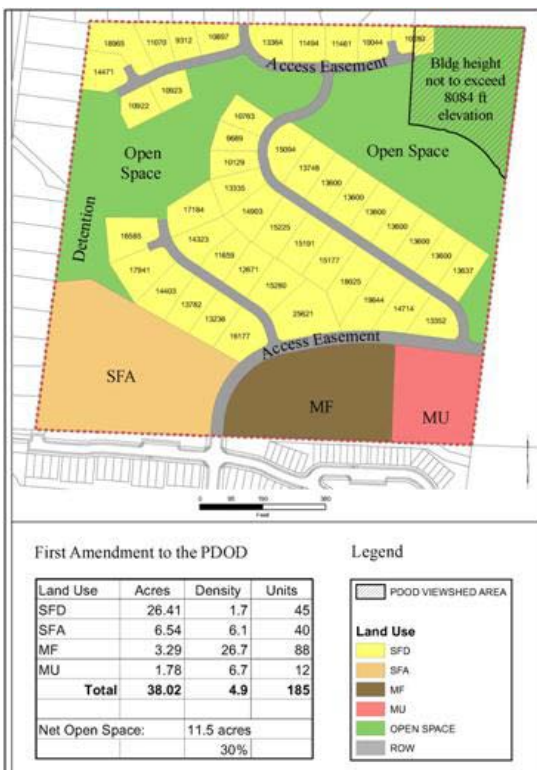 18965
11070
9312
10897
13364
11494
11461
19044
14471
10922
10923
Access Easement
Bldg height
not to exceed
8084 ft
elevation
Open
Space
Open Space
Detention
10763
9689
10129
13335
17184
14903
14323
15225
11659
15191
12671
15177
15280
18025
25621
19844
14714
13352
15094
13748
13600
13600
13600
13600
13600
13600
13637
16585
17941
14403
13782
13236
16177
Access Easement
SFA
MF
MU
First Amendment to the PDOD
Land Use Acres Density Units
SFD 26.41 1.7 45
SFA 6.54 6.1 40
MF 3.29 26.7 88
MU 1.78 6.7 12
Total 38.02 4.9 185
Net Open Space: 11.5 acres
30%
Legend
PDOD VIEWSHED AREA
Land Use
SFD
SFA
MF
MU
OPEN SPACE
ROW